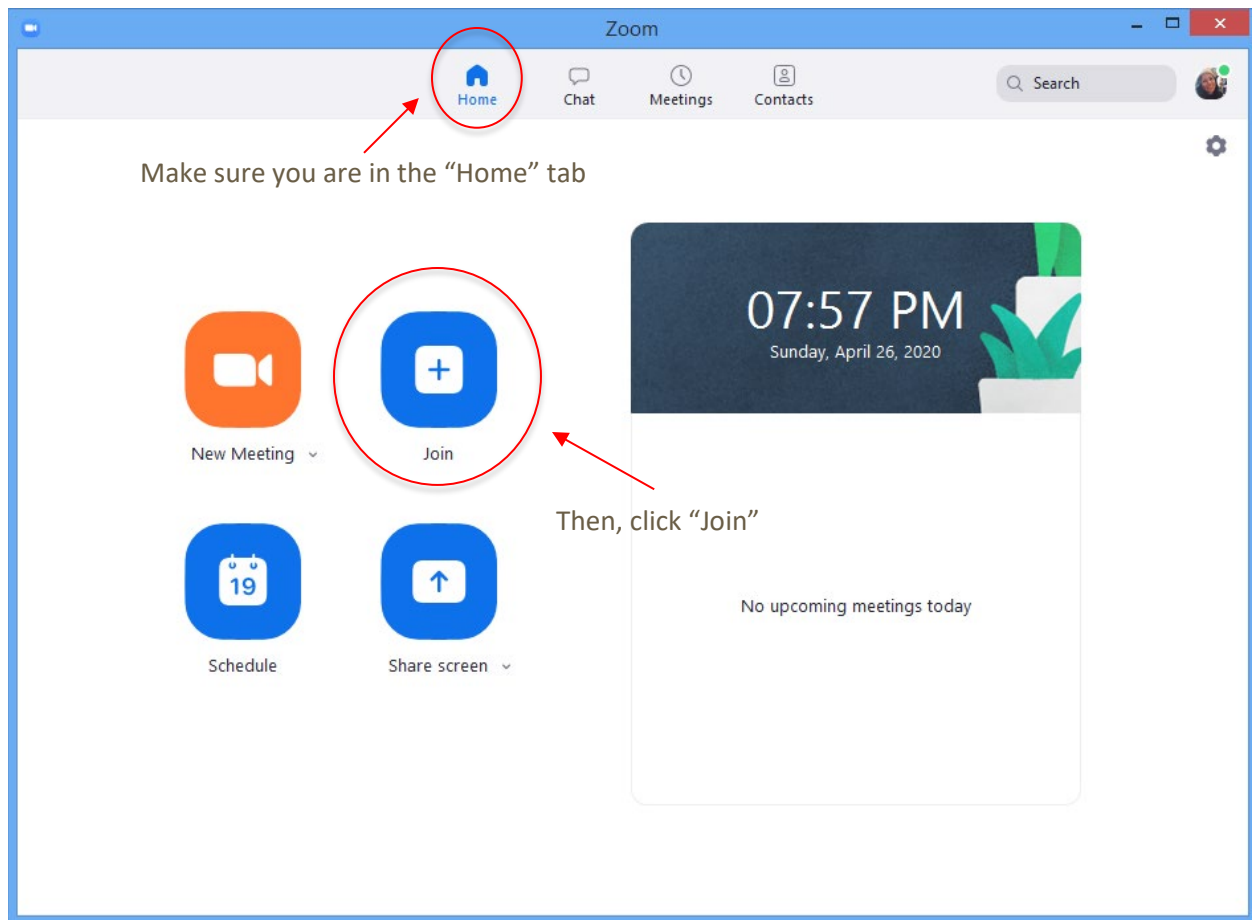 Zoom
Home
Chat
Meetings
Contacts
Search
Make sure you are in the “Home” tab
07:57 PM
Sunday, April 26, 2020
New Meeting
Join
Then, click “Join”
19
No upcoming meetings today
Schedule
Share screen